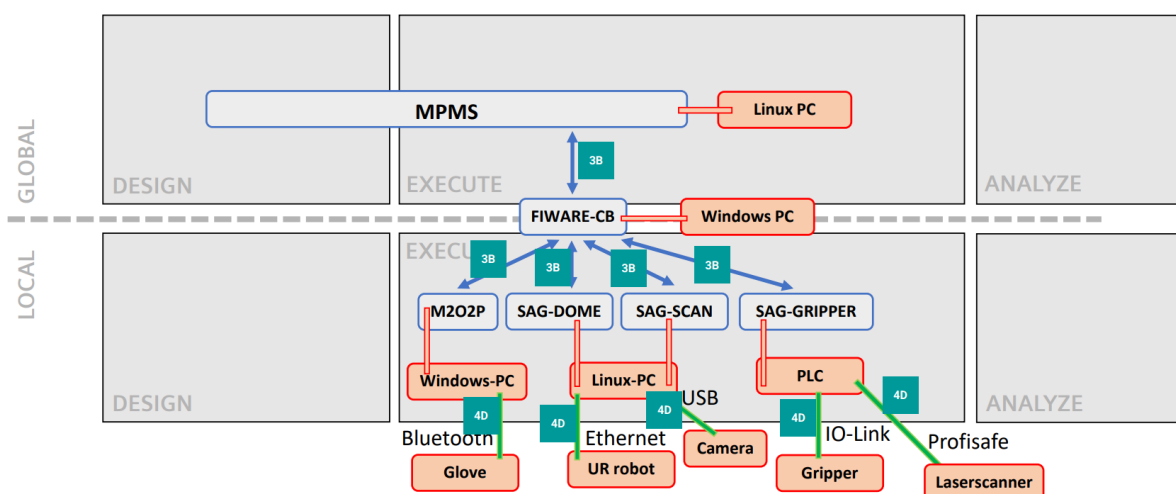 GLOBAL
MPMS
Linux PC
3B
DESIGN
EXECUTE
ANALYZE
FIWARE-CB
Windows PC
LOCAL
EXECU
3B
3B
3B
3B
M2O2P
SAG-DOME
SAG-SCAN
SAG-GRIPPER
Windows-PC
Linux-PC
PLC
4D
4D
4D
4D
4D
USB
DESIGN
ANALYZE
Bluetooth
Ethernet
IO-Link
Profisafe
Glove
UR robot
Camera
Gripper
Laserscanner